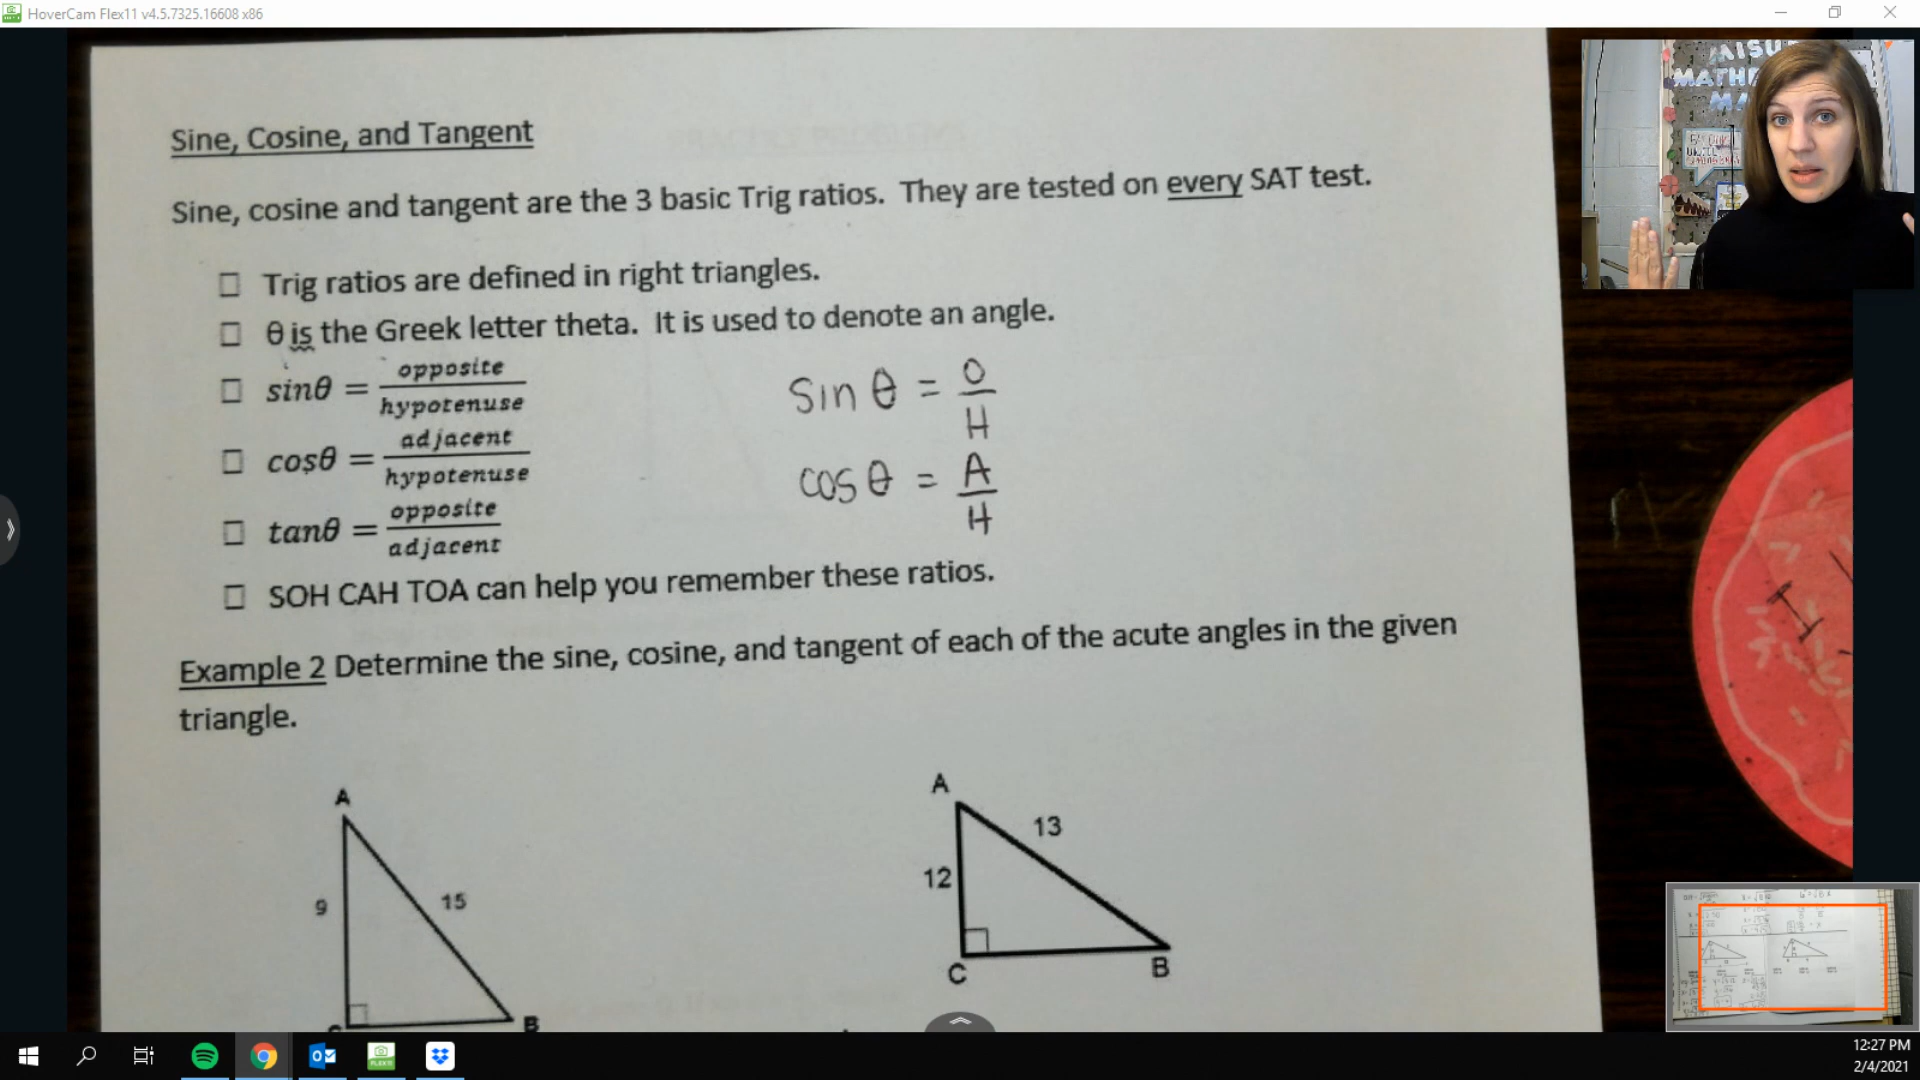 HoverCam Flex11 v4.5.7325.16608 x86
Sine, Cosine, and Tangent
Sine, cosine and tangent are the 3 basic Trig ratios. They are tested on every SAT test.
Trig ratios are defined in right triangles.
θ is the Greek letter theta. It is used to denote an angle.
sinθ = opposite / hypotenuse
Sin θ = O / H
cosθ = adjacent / hypotenuse
cos θ = A / H
tanθ = opposite / adjacent
SOH CAH TOA can help you remember these ratios.
Example 2 Determine the sine, cosine, and tangent of each of the acute angles in the given
triangle.
A
9
15
B
A
13
12
C
B
12:27 PM
2/4/2021